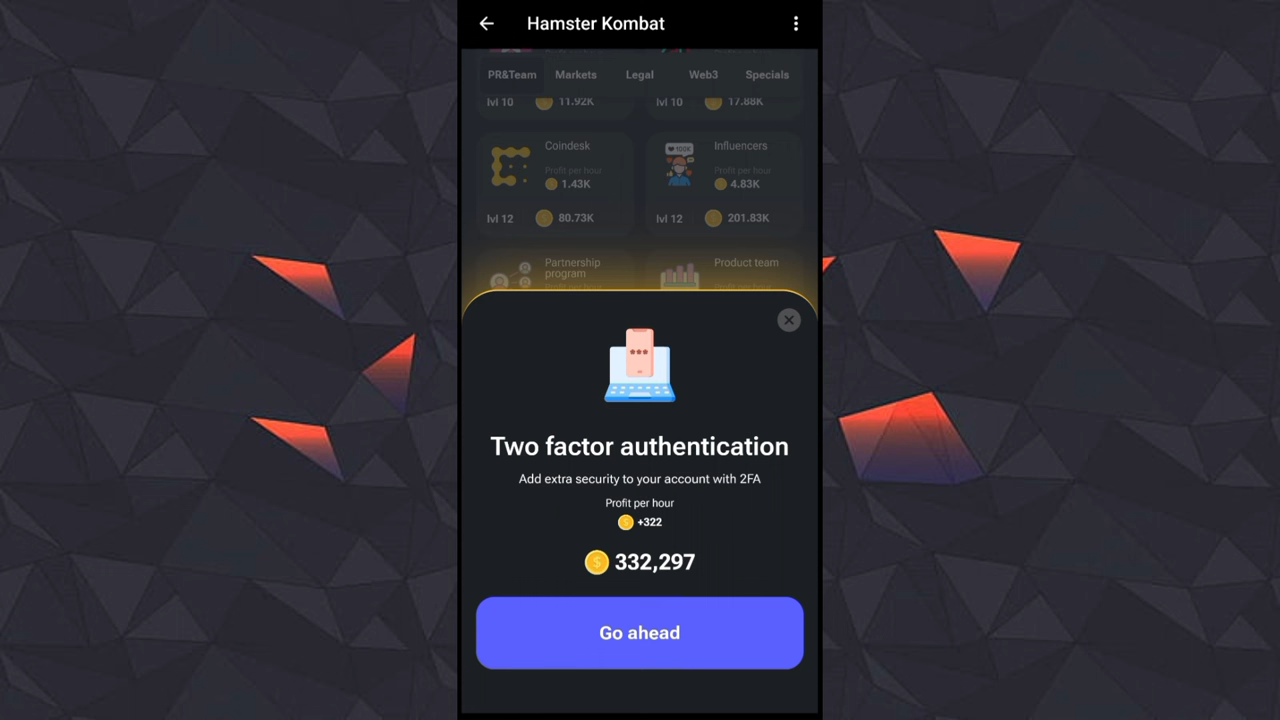 Hamster Kombat
PR&Team Markets Legal Web3 Specials
lvl 10 11.92K lvl 10 17.88K
Coindesk
Profit per hour
1.43K
lvl 12 80.73K
100K
Influencers
Profit per hour
4.83K
lvl 12 201.83K
Partnership
program
Product team
Two factor authentication
Add extra security to your account with 2FA
Profit per hour
+322
332,297
Go ahead